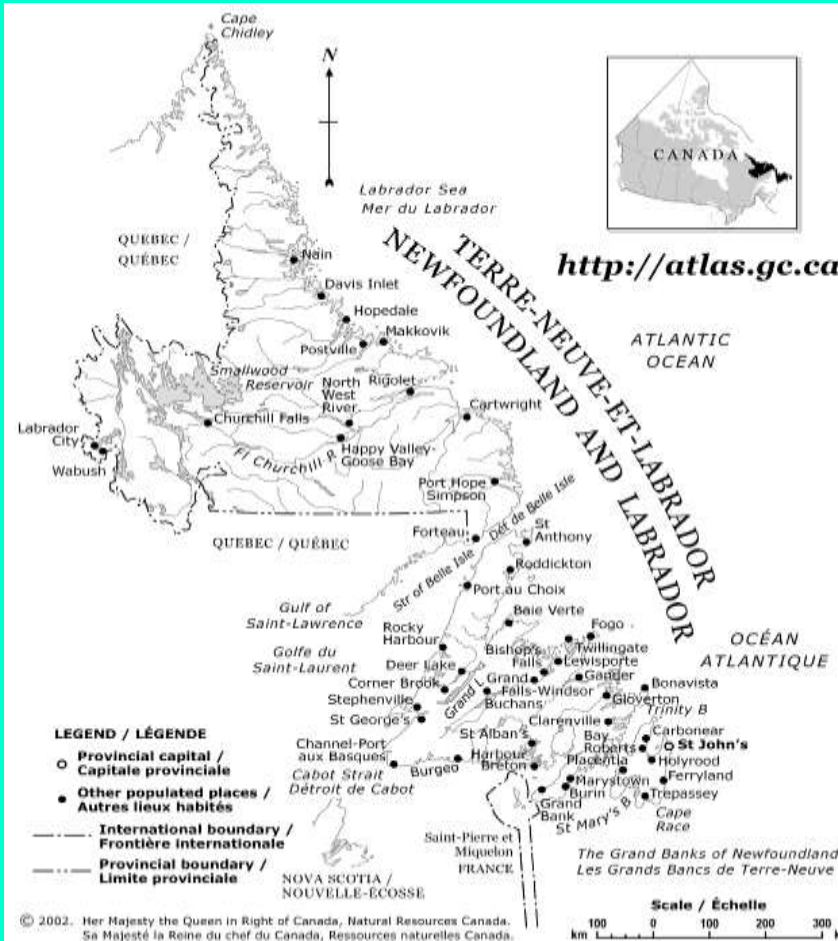 Cape
Chidley
N
CANADA
Labrador Sea
Mer du Labrador
QUEBEC /
QUÉBEC
TERRE-NEUVE-ET-LABRADOR
NEWFOUNDLAND AND LABRADOR
http://atlas.gc.ca
Nain
Davis Inlet
Hopedale
Makkovik
Postville
ATLANTIC
OCEAN
Smallwood
Reservoir
North
West
River
Rigolet
Cartwright
Churchill Falls
Labrador
City
Wabush
Fl Churchill-R
Happy Valley-
Goose Bay
Port Hope
Simpson
Dét de Belle Isle
Str of Belle Isle
QUEBEC / QUÉBEC
Forteau
St
Anthony
Roddickton
Port au Choix
Gulf of
Saint-Lawrence
Baie Verte
Fogo
Rocky
Harbour
Twillingate
Golfe du
Saint-Laurent
Bishop's
Falls
Lewisporte
OCÉAN
ATLANTIQUE
Deer Lake
Grand
Falls-Windsor
Gander
Corner Brook
Grand L
Buchans
Gloverton
Bonavista
Stephenville
Trinity B
St George's
Clarenville
LEGEND / LÉGENDE
Provincial capital /
Capitale provinciale
Other populated places /
Autres lieux habités
International boundary /
Frontière internationale
Provincial boundary /
Limite provinciale
Channel-Port
aux Basques
St Alban's
Bay
Roberts
Carbonear
St John's
Harbour
Breton
Placentia
Holyrood
Burgeo
Cabot Strait
Détroit de Cabot
Marystown
Ferryland
Burin
Trepassey
Grand
Bank
St Mary's B
Cape
Race
Saint-Pierre et
Miquelon
FRANCE
NOVA SCOTIA /
NOUVELLE-ÉCOSSE
The Grand Banks of Newfoundland
Les Grands Bancs de Terre-Neuve
Scale / Échelle
100 0 100 200 300
km km
© 2002. Her Majesty the Queen in Right of Canada, Natural Resources Canada.
Sa Majesté la Reine du chef du Canada, Ressources naturelles Canada.